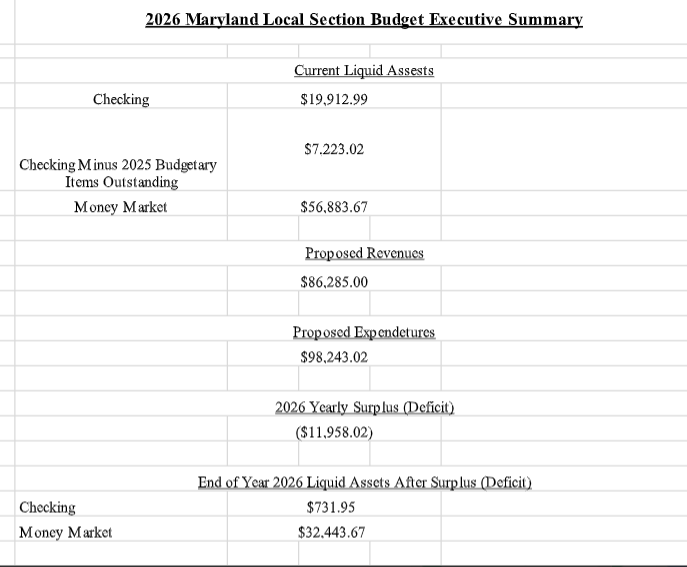 2026 Maryland Local Section Budget Executive Summary
Current Liquid Assests
Checking $19,912.99
$7,223.02
Checking Minus 2025 Budgetary
Items Outstanding
Money Market $56,883.67
Proposed Revenues
$86,285.00
Proposed Expendetures
$98,243.02
2026 Yearly Surplus (Deficit)
($11,958.02)
End of Year 2026 Liquid Assets After Surplus (Deficit)
Checking $731.95
Money Market $32,443.67